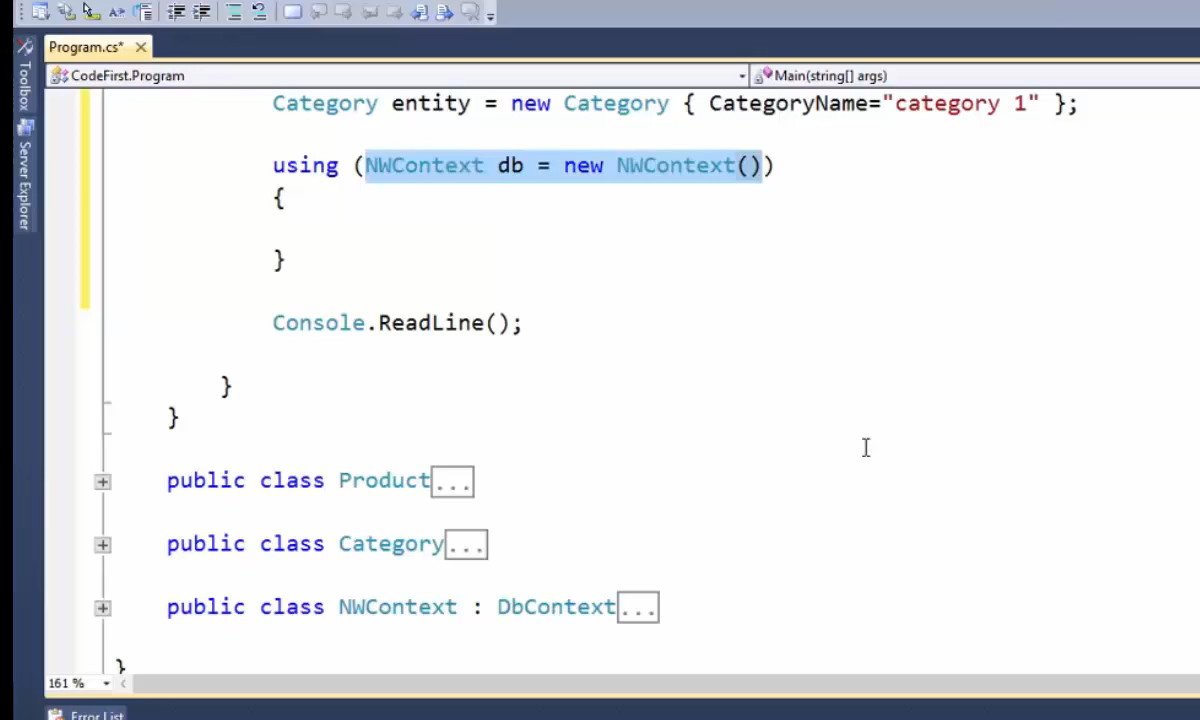 Program.cs*
Toolbox
Server Explorer
CodeFirst.Program
Main(string[] args)
Category entity = new Category { CategoryName="category 1" };
using (NWContext db = new NWContext())
{
}
Console.ReadLine();
}
}
public class Product...
public class Category...
public class NWContext : DbContext...
}
161 %
Error List